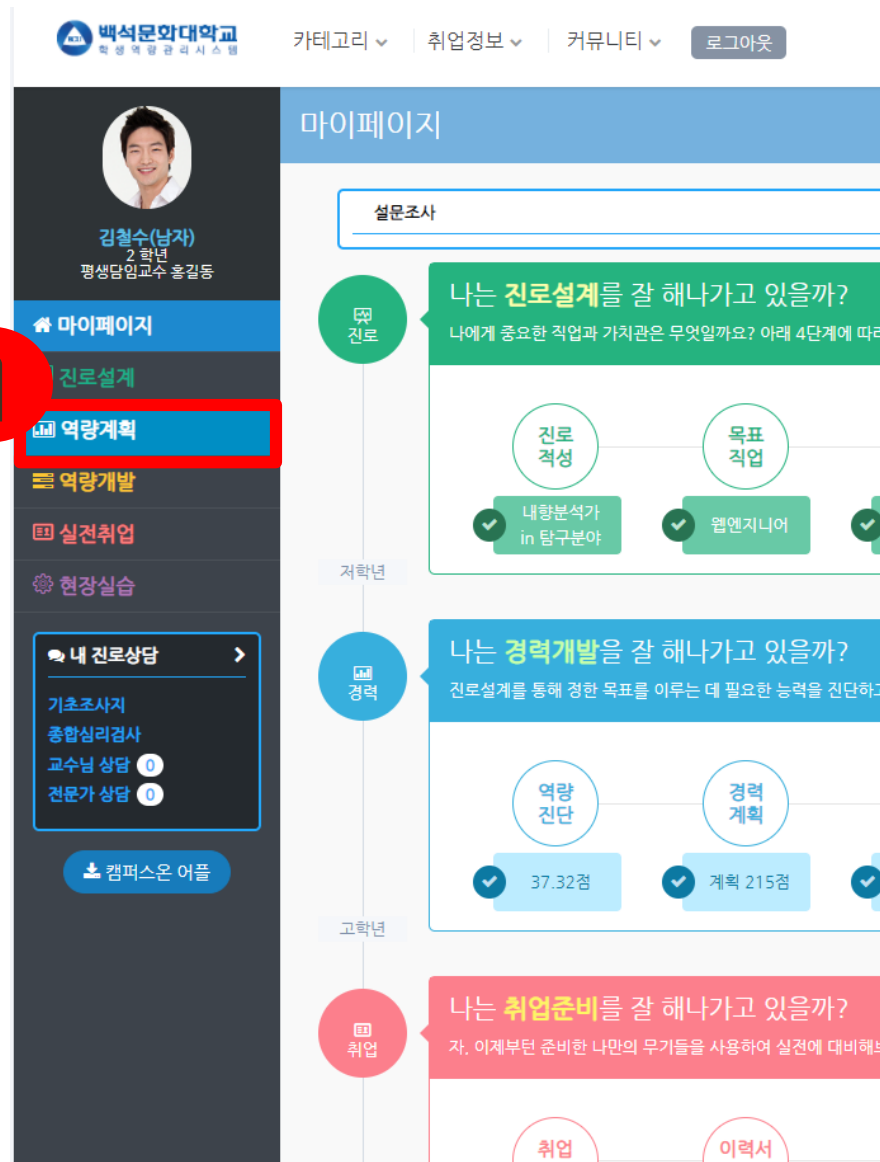 백석문화대학교
학생역량관리시스템
카테고리
취업정보
커뮤니티
로그아웃
김철수(남자)
2 학년
평생담임교수 홍길동
마이페이지
진로설계
역량계획
역량개발
실전취업
현장실습
내 진로상담
기초조사지
종합심리검사
교수님 상담 0
전문가 상담 0
캠퍼스온 어플
마이페이지
설문조사
진로
나는 진로설계를 잘 해나가고 있을까?
나에게 중요한 직업과 가치관은 무엇일까요? 아래 4단계에 따라
진로
적성
목표
직업
내향분석가
in 탐구분야
웹엔지니어
저학년
경력
나는 경력개발을 잘 해나가고 있을까?
진로설계를 통해 정한 목표를 이루는 데 필요한 능력을 진단하고
역량
진단
경력
계획
37.32점
계획 215점
고학년
취업
나는 취업준비를 잘 해나가고 있을까?
자. 이제부턴 준비한 나만의 무기들을 사용하여 실전에 대비해
취업
이력서